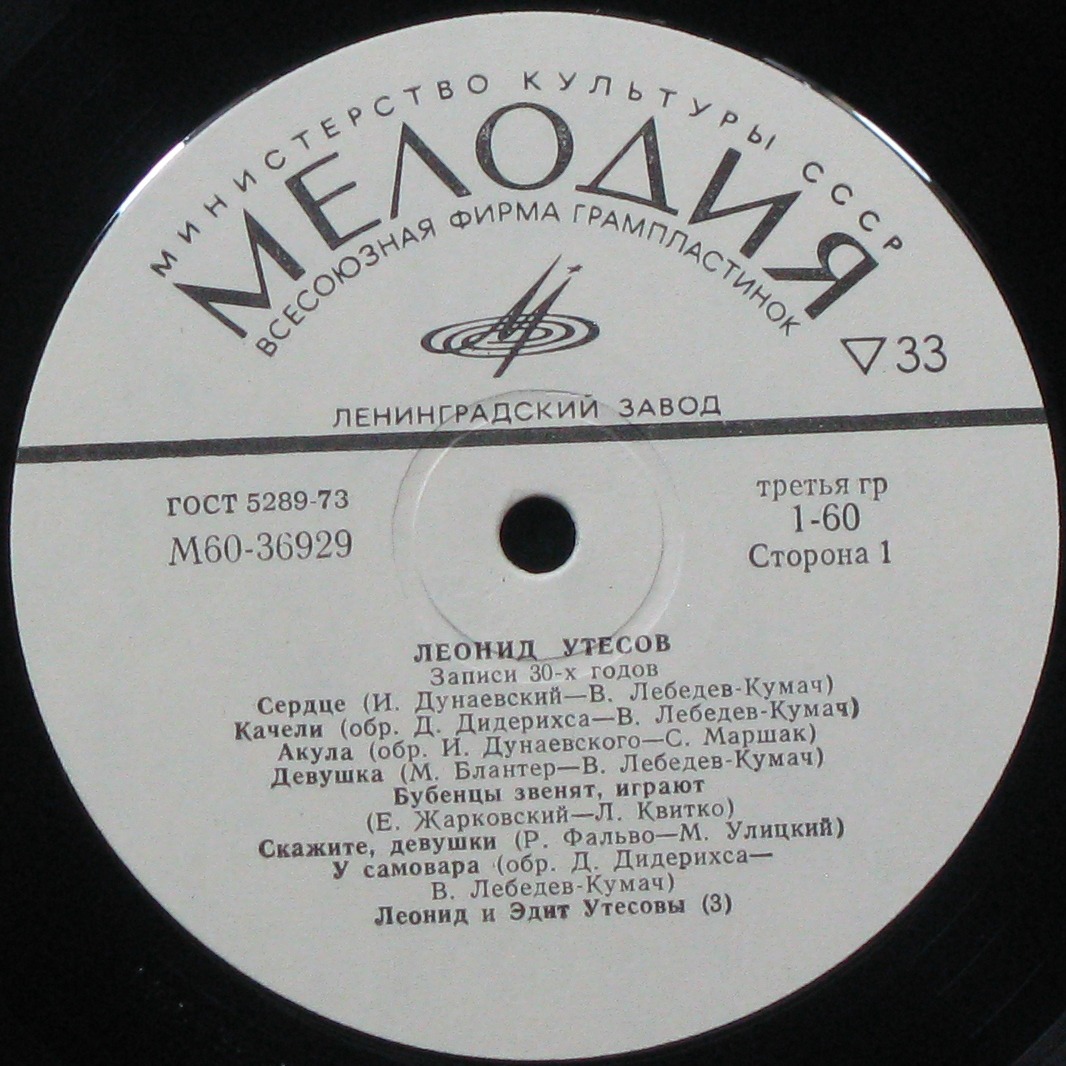 МИНИСТЕРСТВО КУЛЬТУРЫ СССР
МЕЛОДИЯ
ВСЕСОЮЗНАЯ ФИРМА ГРАМПЛАСТИНОК
▽33
ЛЕНИНГРАДСКИЙ ЗАВОД
ГОСТ 5289-73
М60-36929
третья гр
1-60
Сторона 1
ЛЕОНИД УТЕСОВ
Записи 30-х годов
Сердце (И. Дунаевский—В. Лебедев-Кумач)
Качели (обр. Д. Дидерихса—В. Лебедев-Кумач)
Акула (обр. И. Дунаевского—С. Маршак)
Девушка (М. Блантер—В. Лебедев-Кумач)
Бубенцы звенят, играют
(Е. Жарковский—Л. Квитко)
Скажите, девушки (Р. Фальво—М. Улицкий)
У самовара (обр. Д. Дидерихса—
В. Лебедев-Кумач)
Леонид и Эдит Утесовы (3)